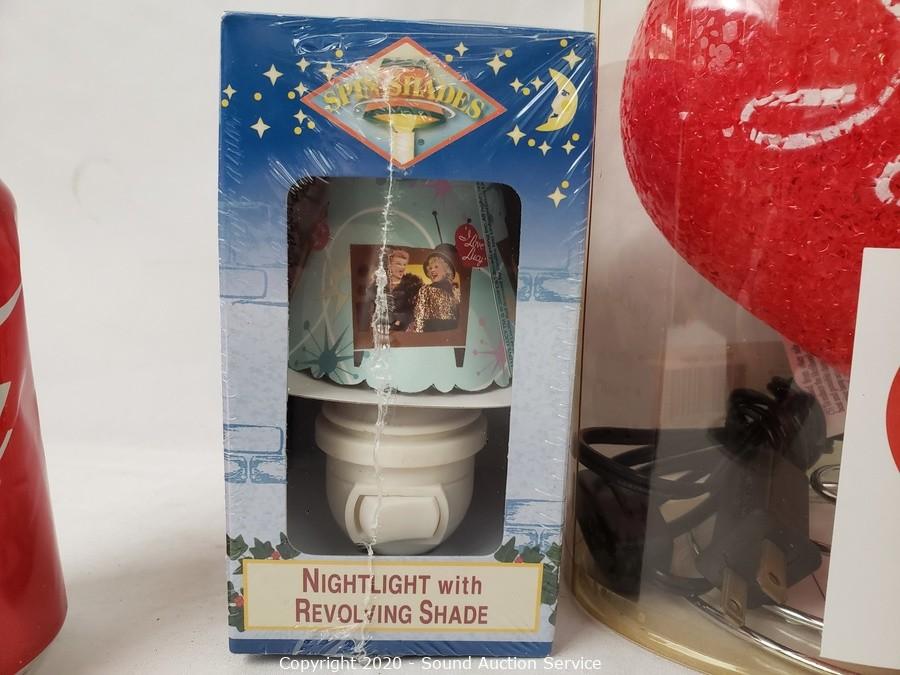 SPIN SHADES
I Love
Lucy
NIGHTLIGHT with
REVOLVING SHADE
Copyright 2020 - Sound Auction Service